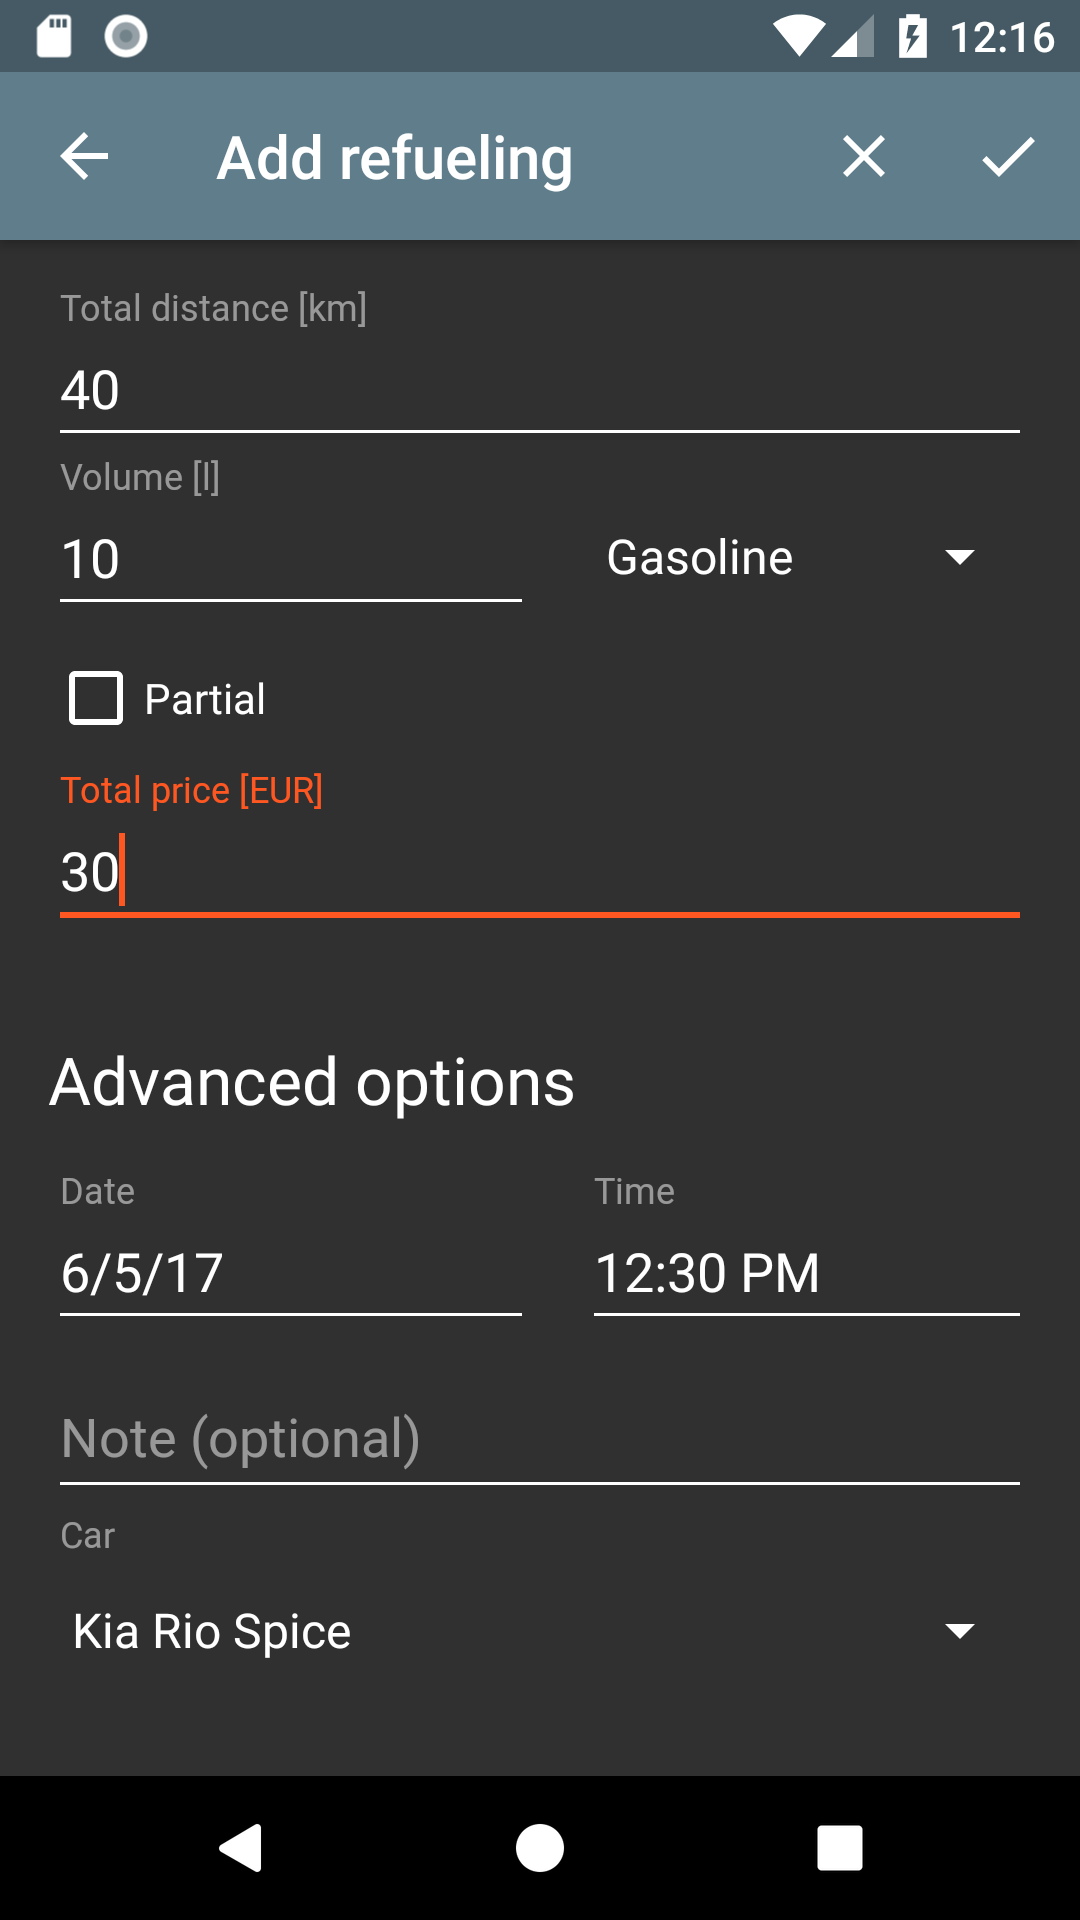 12:16
Add refueling
Total distance [km]
40
Volume [l]
10
Gasoline
Partial
Total price [EUR]
30
Advanced options
Date
Time
6/5/17
12:30 PM
Note (optional)
Car
Kia Rio Spice